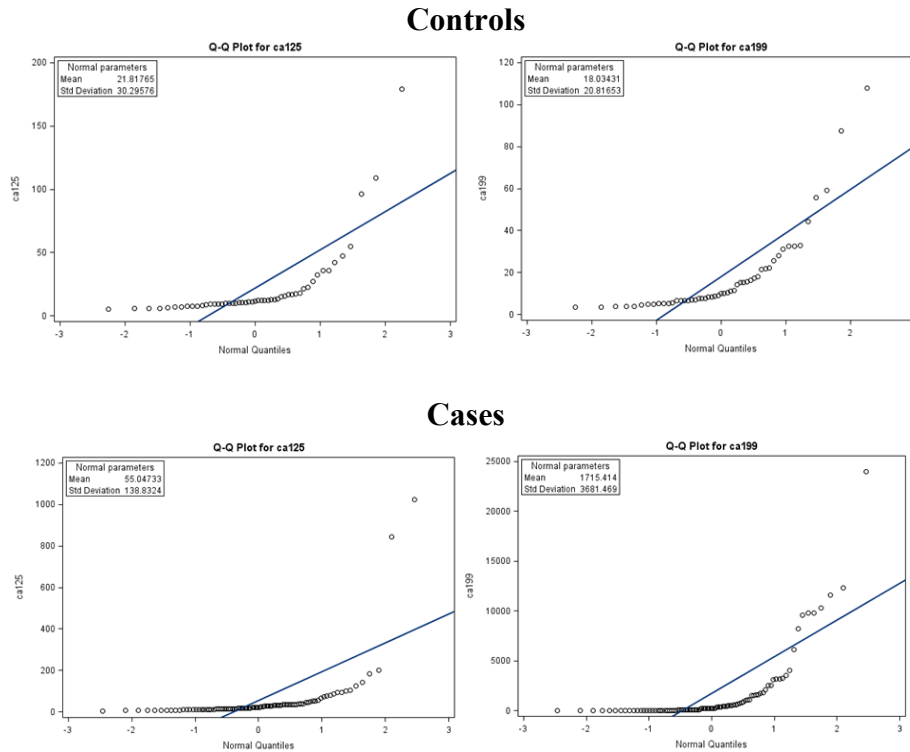 Controls
Q-Q Plot for ca125
Normal parameters
Mean 21.81765
Std Deviation 30.29576
200
150
100
50
0
ca125
-3 -2 -1 0 1 2 3
Normal Quantiles
Q-Q Plot for ca199
Normal parameters
Mean 18.03431
Std Deviation 20.81653
120
100
80
60
40
20
0
ca199
-3 -2 -1 0 1 2
Normal Quantiles
Cases
Q-Q Plot for ca125
Normal parameters
Mean 55.04733
Std Deviation 138.8324
1200
1000
800
600
400
200
0
ca125
-3 -2 -1 0 1 2 3
Normal Quantiles
Q-Q Plot for ca199
Normal parameters
Mean 1715.414
Std Deviation 3681.469
25000
20000
15000
10000
5000
0
ca199
-3 -2 -1 0 1 2 3
Normal Quantiles